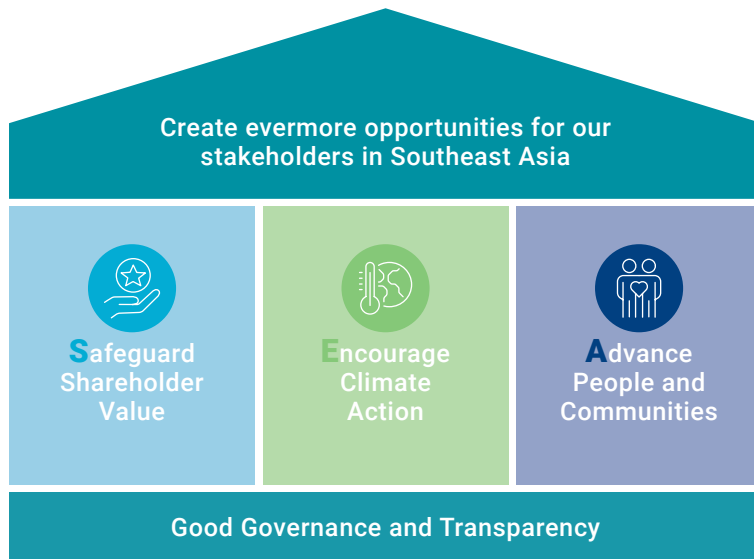 Create evermore opportunities for our
stakeholders in Southeast Asia
Safeguard
Shareholder
Value
Encourage
Climate
Action
Advance
People and
Communities
Good Governance and Transparency